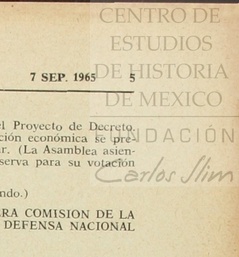 CENTRO DE
ESTUDIOS
DE HISTORIA
DE MEXICO
FUNDACIÓN
Carlos Slim
7 SEP. 1965 5
el Proyecto de Decreto.
ción económica se pre-
r. (La Asamblea asien-
serva para su votación
ndo.)
ERA COMISION DE LA
DEFENSA NACIONAL